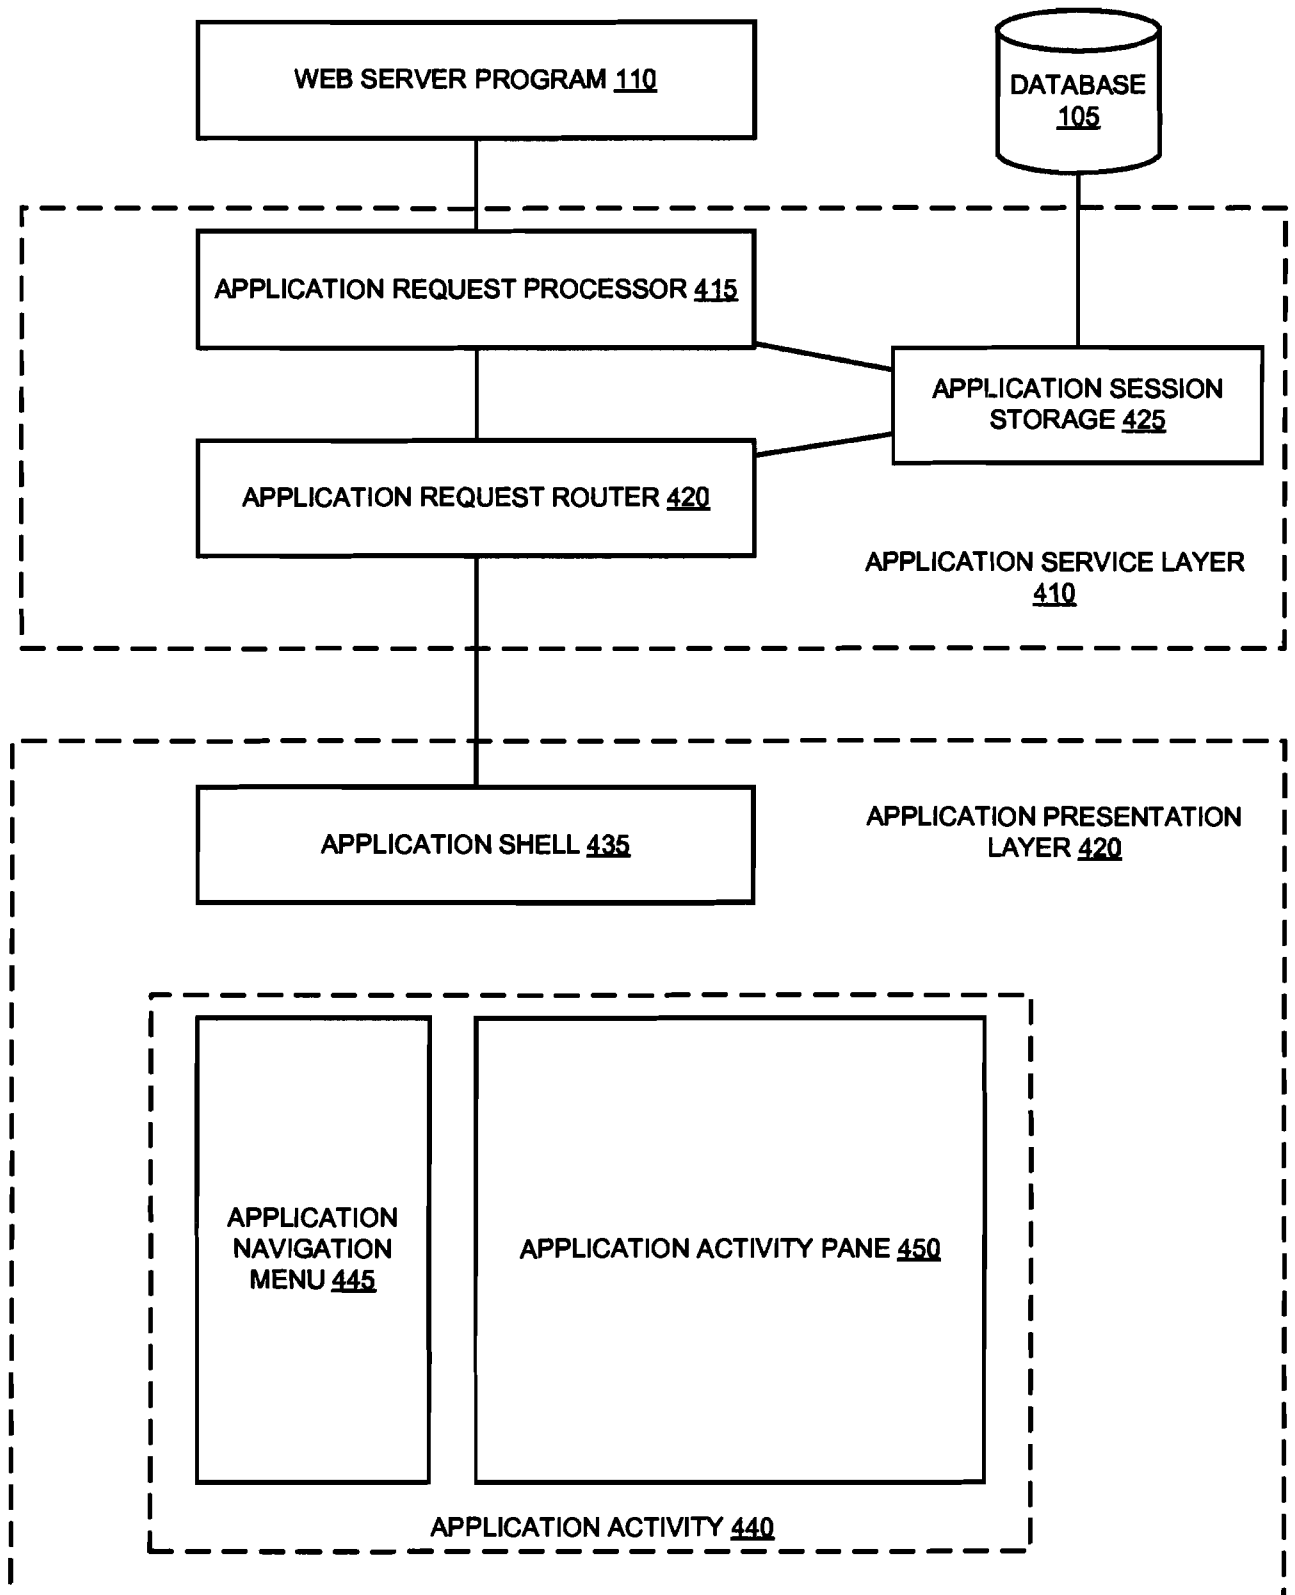 WEB SERVER PROGRAM 110
DATABASE
105
APPLICATION REQUEST PROCESSOR 415
APPLICATION SESSION
STORAGE 425
APPLICATION REQUEST ROUTER 420
APPLICATION SERVICE LAYER
410
APPLICATION SHELL 435
APPLICATION PRESENTATION
LAYER 420
APPLICATION
NAVIGATION
MENU 445
APPLICATION ACTIVITY PANE 450
APPLICATION ACTIVITY 440